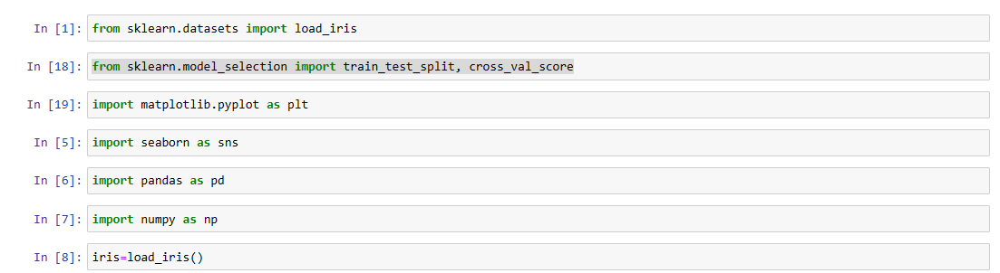 In [1]: from sklearn.datasets import load_iris
In [18]: from sklearn.model_selection import train_test_split, cross_val_score
In [19]: import matplotlib.pyplot as plt
In [5]: import seaborn as sns
In [6]: import pandas as pd
In [7]: import numpy as np
In [8]: iris=load_iris()